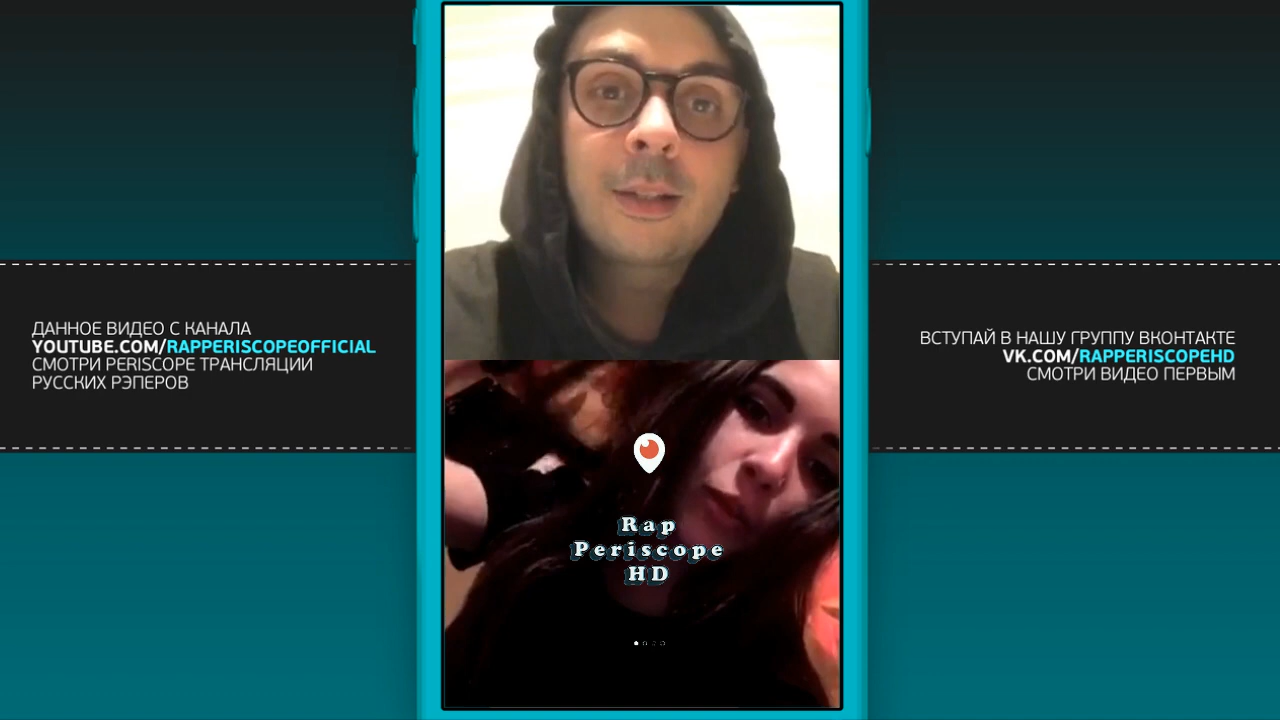 ДАННОЕ ВИДЕО С КАНАЛА
YOUTUBE.COM/RAPPERISCOPEOFFICIAL
СМОТРИ PERISCOPE ТРАНСЛЯЦИИ
РУССКИХ РЭПЕРОВ
Rap
Periscope
HD
ВСТУПАЙ В НАШУ ГРУППУ ВКОНТАКТЕ
VK.COM/RAPPERISCOPEHD
СМОТРИ ВИДЕО ПЕРВЫМ